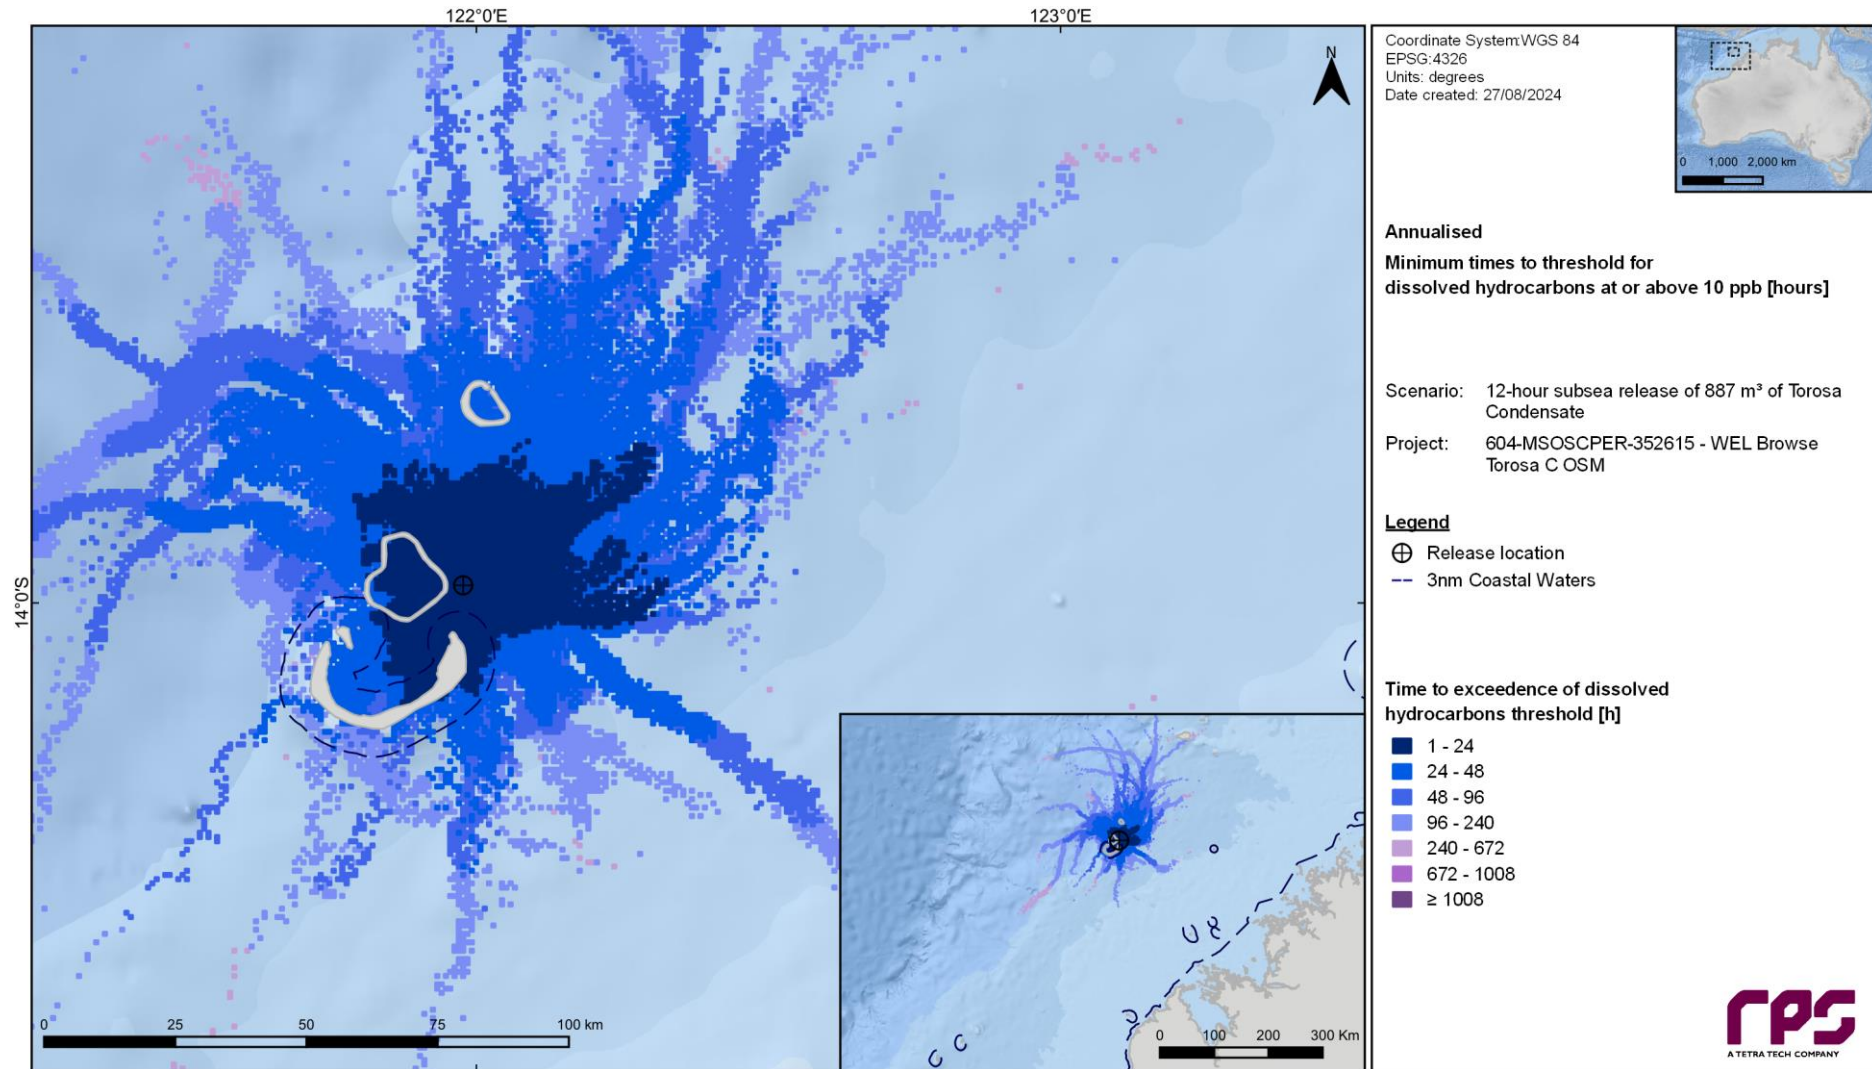 122°0′E
123°0′E
14°0′S
N
0 25 50 75 100 km
0 100 200 300 Km
Coordinate System:WGS 84
EPSG:4326
Units: degrees
Date created: 27/08/2024
0 1,000 2,000 km
Annualised
Minimum times to threshold for
dissolved hydrocarbons at or above 10 ppb [hours]
Scenario: 12-hour subsea release of 887 m³ of Torosa
Condensate
Project: 604-MSOSCPER-352615 - WEL Browse
Torosa C OSM
Legend
Release location
3nm Coastal Waters
Time to exceedence of dissolved
hydrocarbons threshold [h]
1 - 24
24 - 48
48 - 96
96 - 240
240 - 672
672 - 1008
≥ 1008
rps
A TETRA TECH COMPANY